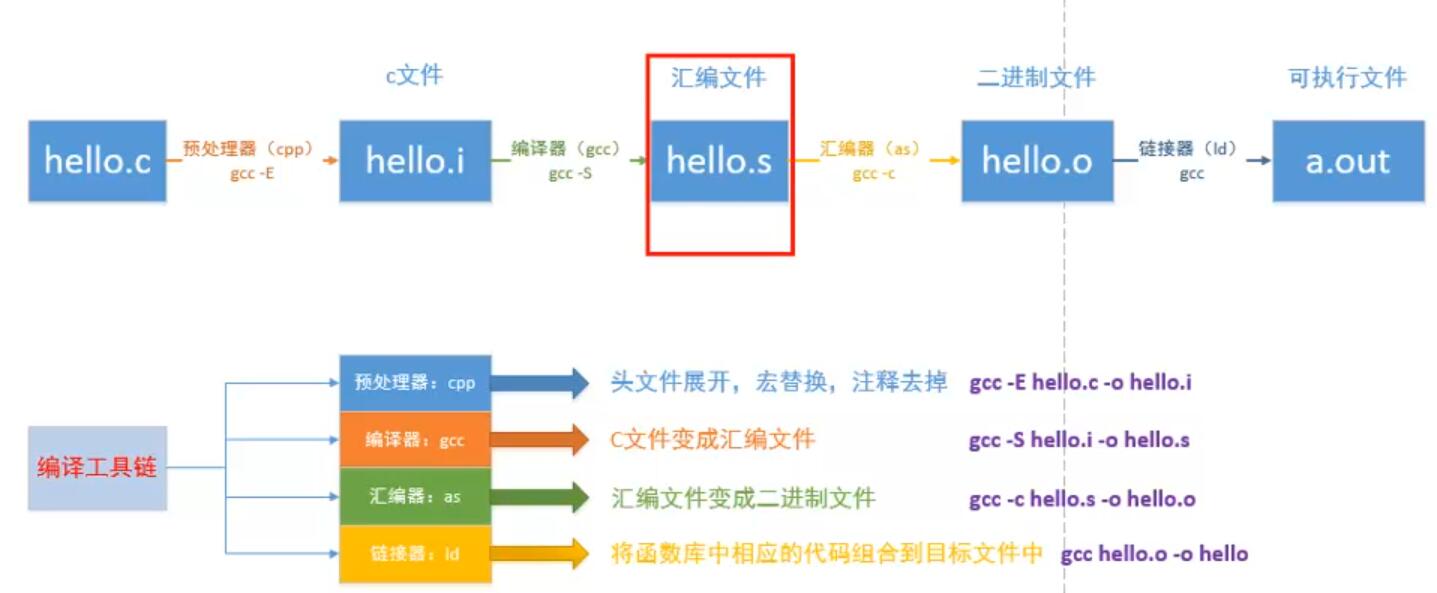 c文件
汇编文件
二进制文件
可执行文件
hello.c
预处理器（cpp）
gcc -E
hello.i
编译器（gcc）
gcc -S
hello.s
汇编器（as）
gcc -c
hello.o
链接器（ld）
gcc
a.out
编译工具链
预处理器：cpp
头文件展开，宏替换，注释去掉
gcc -E hello.c -o hello.i
编译器：gcc
C文件变成汇编文件
gcc -S hello.i -o hello.s
汇编器：as
汇编文件变成二进制文件
gcc -c hello.s -o hello.o
链接器：ld
将函数库中相应的代码组合到目标文件中
gcc hello.o -o hello